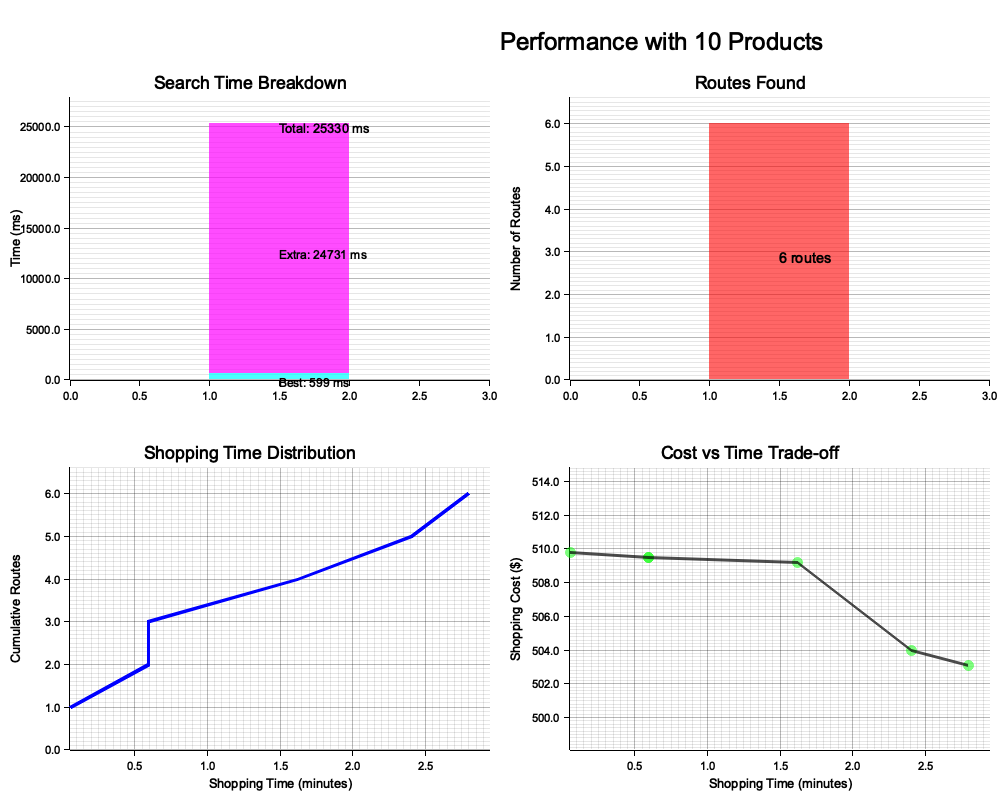 Performance with 10 Products
Search Time Breakdown
Time (ms)
25000.0
20000.0
15000.0
10000.0
5000.0
0.0
Total: 25330 ms
Extra: 24731 ms
Best: 599 ms
0.0 0.5 1.0 1.5 2.0 2.5 3.0
Routes Found
Number of Routes
6.0
5.0
4.0
3.0
2.0
1.0
0.0
6 routes
0.0 0.5 1.0 1.5 2.0 2.5 3.0
Shopping Time Distribution
Cumulative Routes
6.0
5.0
4.0
3.0
2.0
1.0
0.0
0.5 1.0 1.5 2.0 2.5
Shopping Time (minutes)
Cost vs Time Trade-off
Shopping Cost ($)
514.0
512.0
510.0
508.0
506.0
504.0
502.0
500.0
0.5 1.0 1.5 2.0 2.5
Shopping Time (minutes)